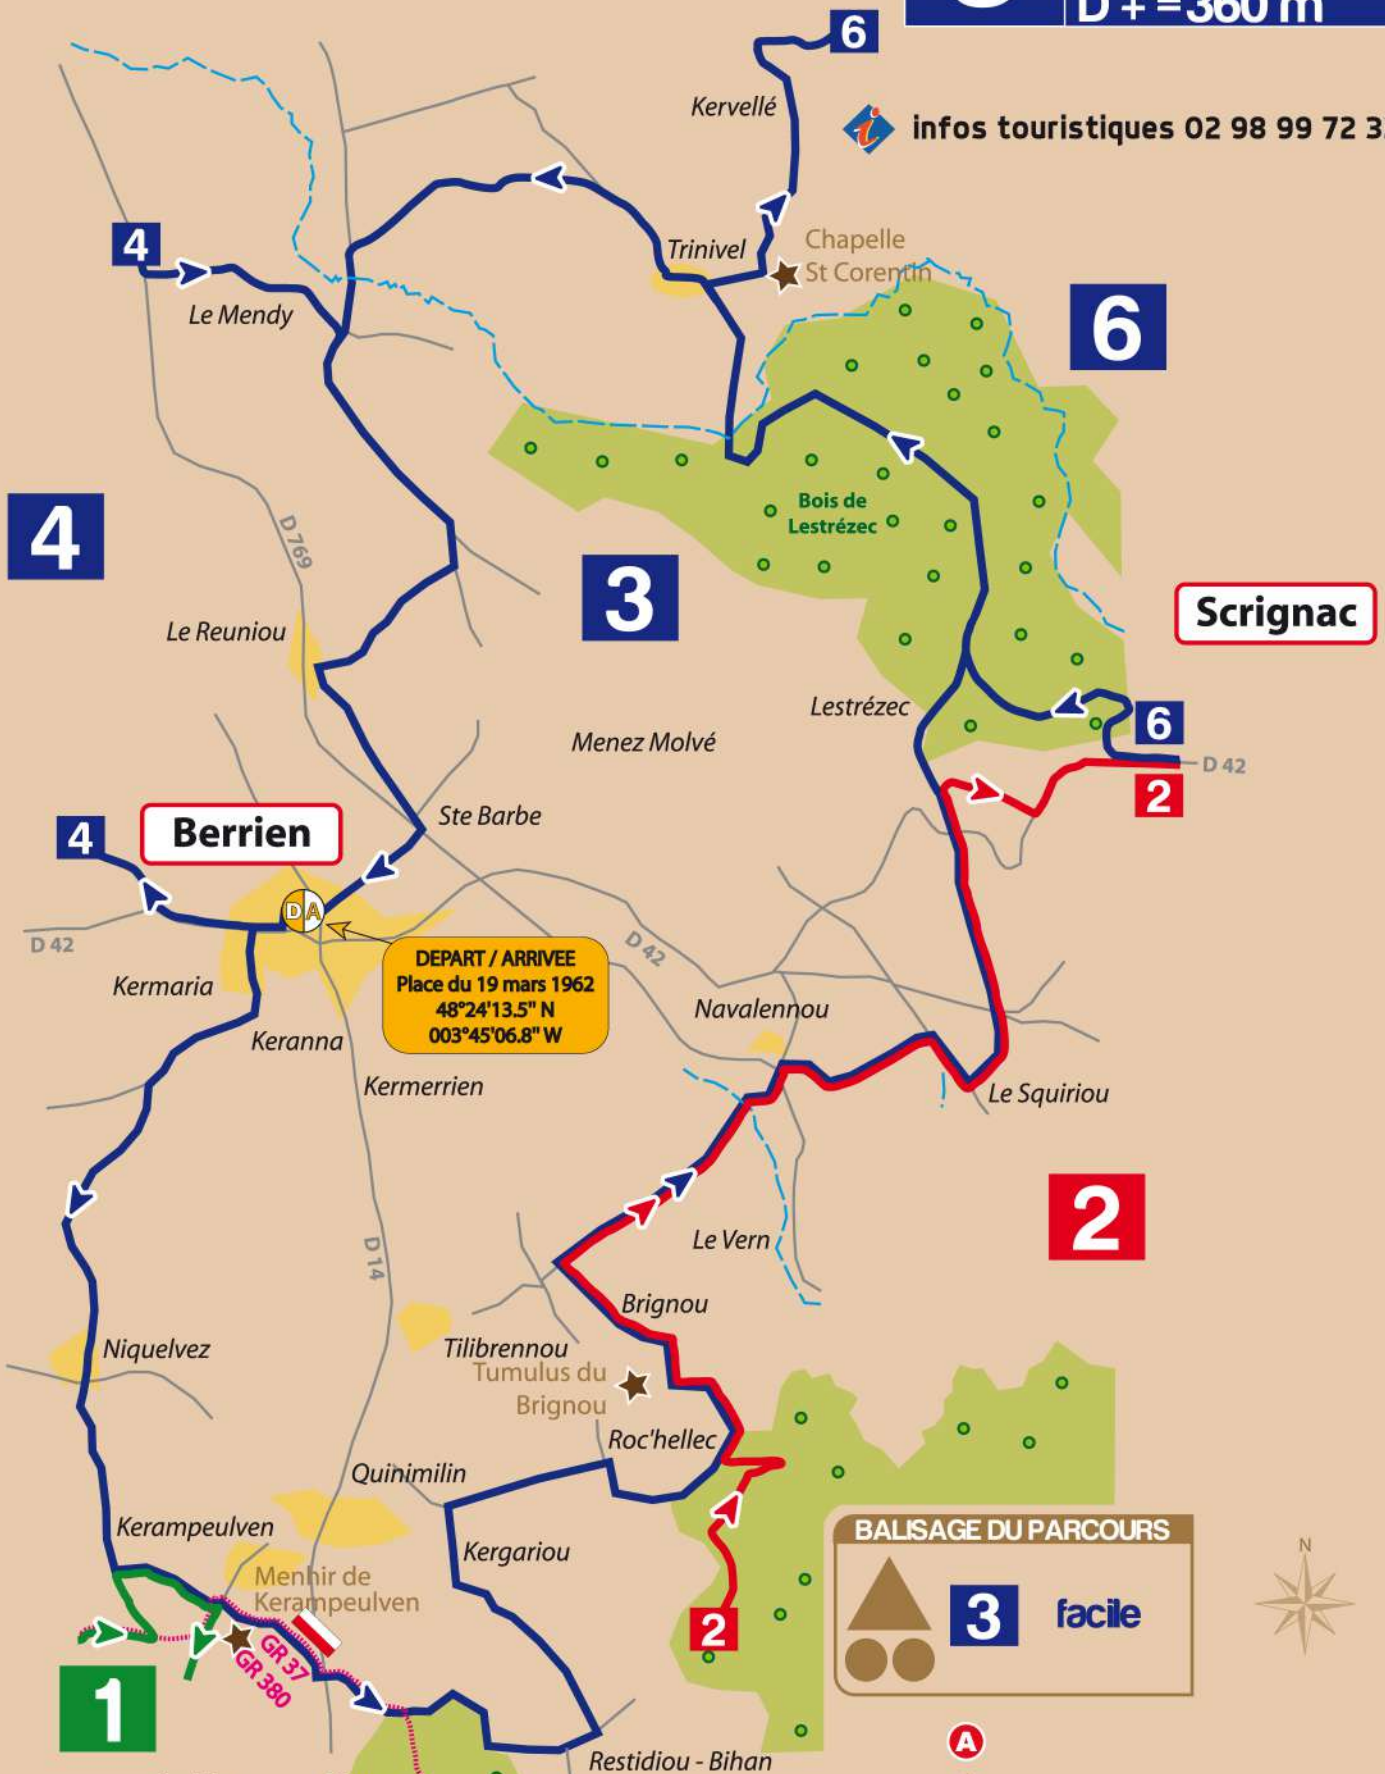 D + = 360 m
6
Kervellé
infos touristiques 02 98 99 72 3
4
Trinivel
Chapelle
St Corentin
Le Mendy
6
4
D 769
3
Bois de
Lestrézec
Scrignac
Le Reuniou
Lestrézec
6
Menez Molvé
D 42
2
Ste Barbe
4
Berrien
D A
D 42
D 42
DEPART / ARRIVEE
Place du 19 mars 1962
48°24'13.5" N
003°45'06.8" W
Kermaria
Navalennou
Keranna
Kermerrien
Le Squiriou
2
D 14
Le Vern
Brignou
Niquelvez
Tilibrennou
Tumulus du
Brignou
Roc'hellec
Quinimilin
Kerampeulven
BALISAGE DU PARCOURS
N
Kergariou
Menhir de
Kerampeulven
3
facile
2
GR 37
GR 380
1
A
Restidiou - Bihan